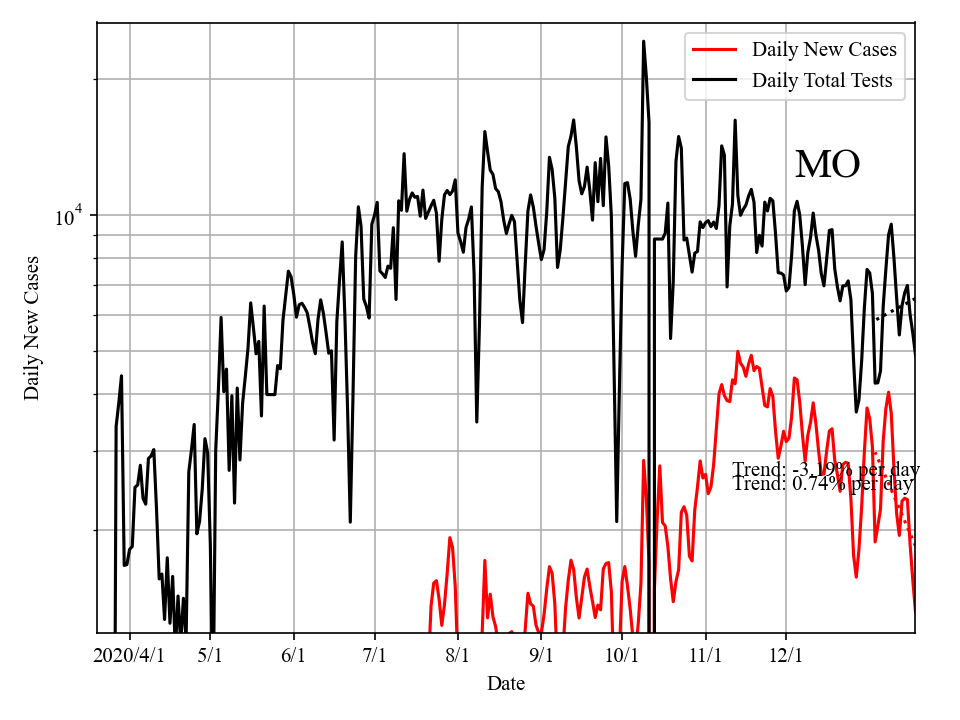 Daily New Cases
Daily Total Tests
MO
10^4
Daily New Cases
Trend: -3.19% per day
Trend: 0.74% per day
2020/4/1 5/1 6/1 7/1 8/1 9/1 10/1 11/1 12/1
Date